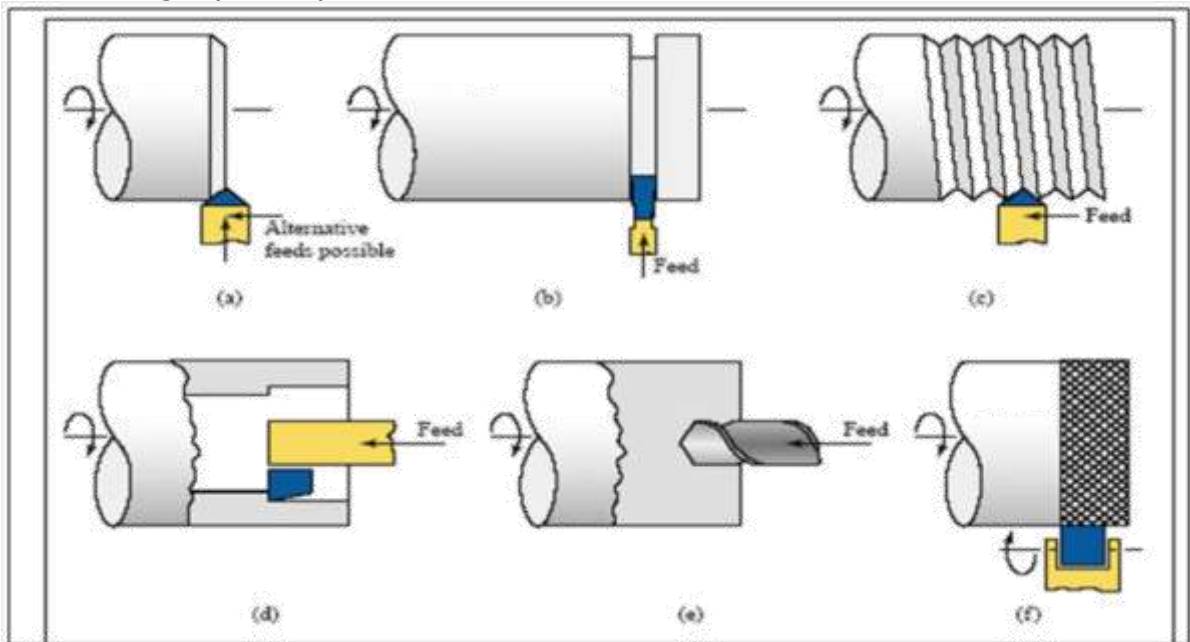 Alternative
feeds possible
Feed
Feed
(a)
(b)
(c)
Feed
Feed
(d)
(e)
(f)